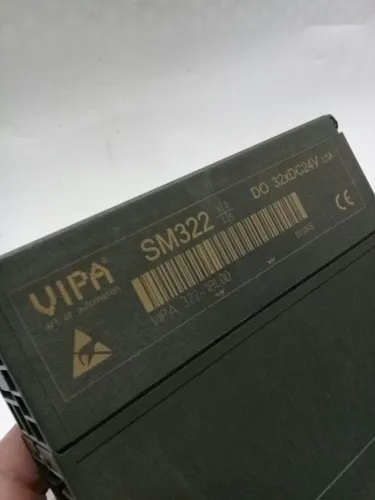 VIPA®
art of automation
SM322
DO 32xDC24V
CE
VIPA 322-1BL00